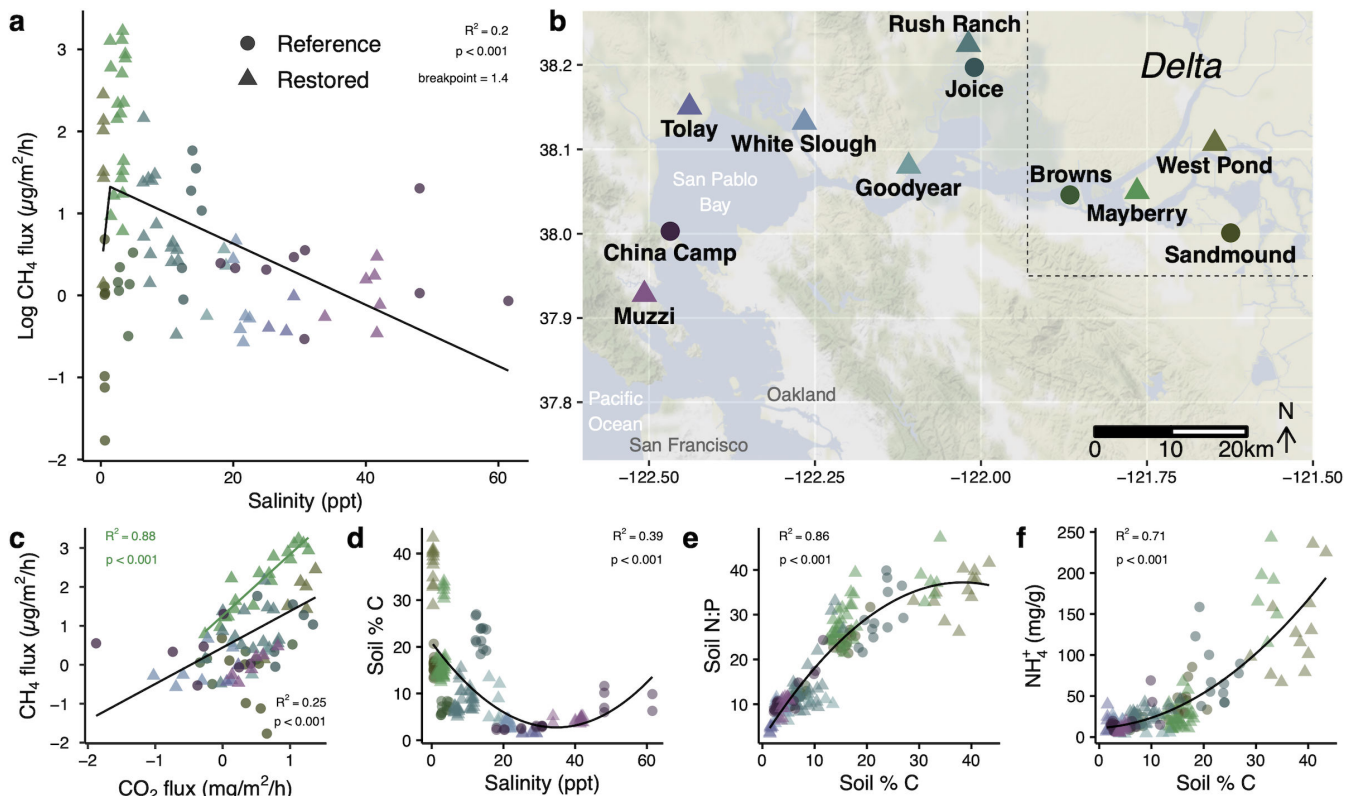 a
R² = 0.2
p < 0.001
breakpoint = 1.4
Reference
Restored
Log CH₄ flux (µg/m²/h)
3
2
1
0
−1
−2
0
20
40
60
Salinity (ppt)
b
Rush Ranch
Joice
Delta
Tolay
White Slough
Goodyear
Browns
West Pond
Mayberry
Sandmound
San Pablo
Bay
China Camp
Muzzi
Pacific
Ocean
Oakland
San Francisco
N
0
10
20km
38.2
38.1
38.0
37.9
37.8
−122.50
−122.25
−122.00
−121.75
−121.50
c
R² = 0.88
p < 0.001
R² = 0.25
p < 0.001
CH₄ flux (µg/m²/h)
3
2
1
0
−1
−2
−2
−1
0
1
CO₂ flux (mg/m²/h)
d
R² = 0.39
p < 0.001
Soil % C
40
30
20
10
0
0
10
20
30
40
50
60
Salinity (ppt)
e
R² = 0.86
p < 0.001
Soil N:P
40
30
20
10
0
10
20
30
40
Soil % C
f
R² = 0.71
p < 0.001
NH₄⁺ (mg/g)
250
200
150
100
50
0
0
10
20
30
40
Soil % C